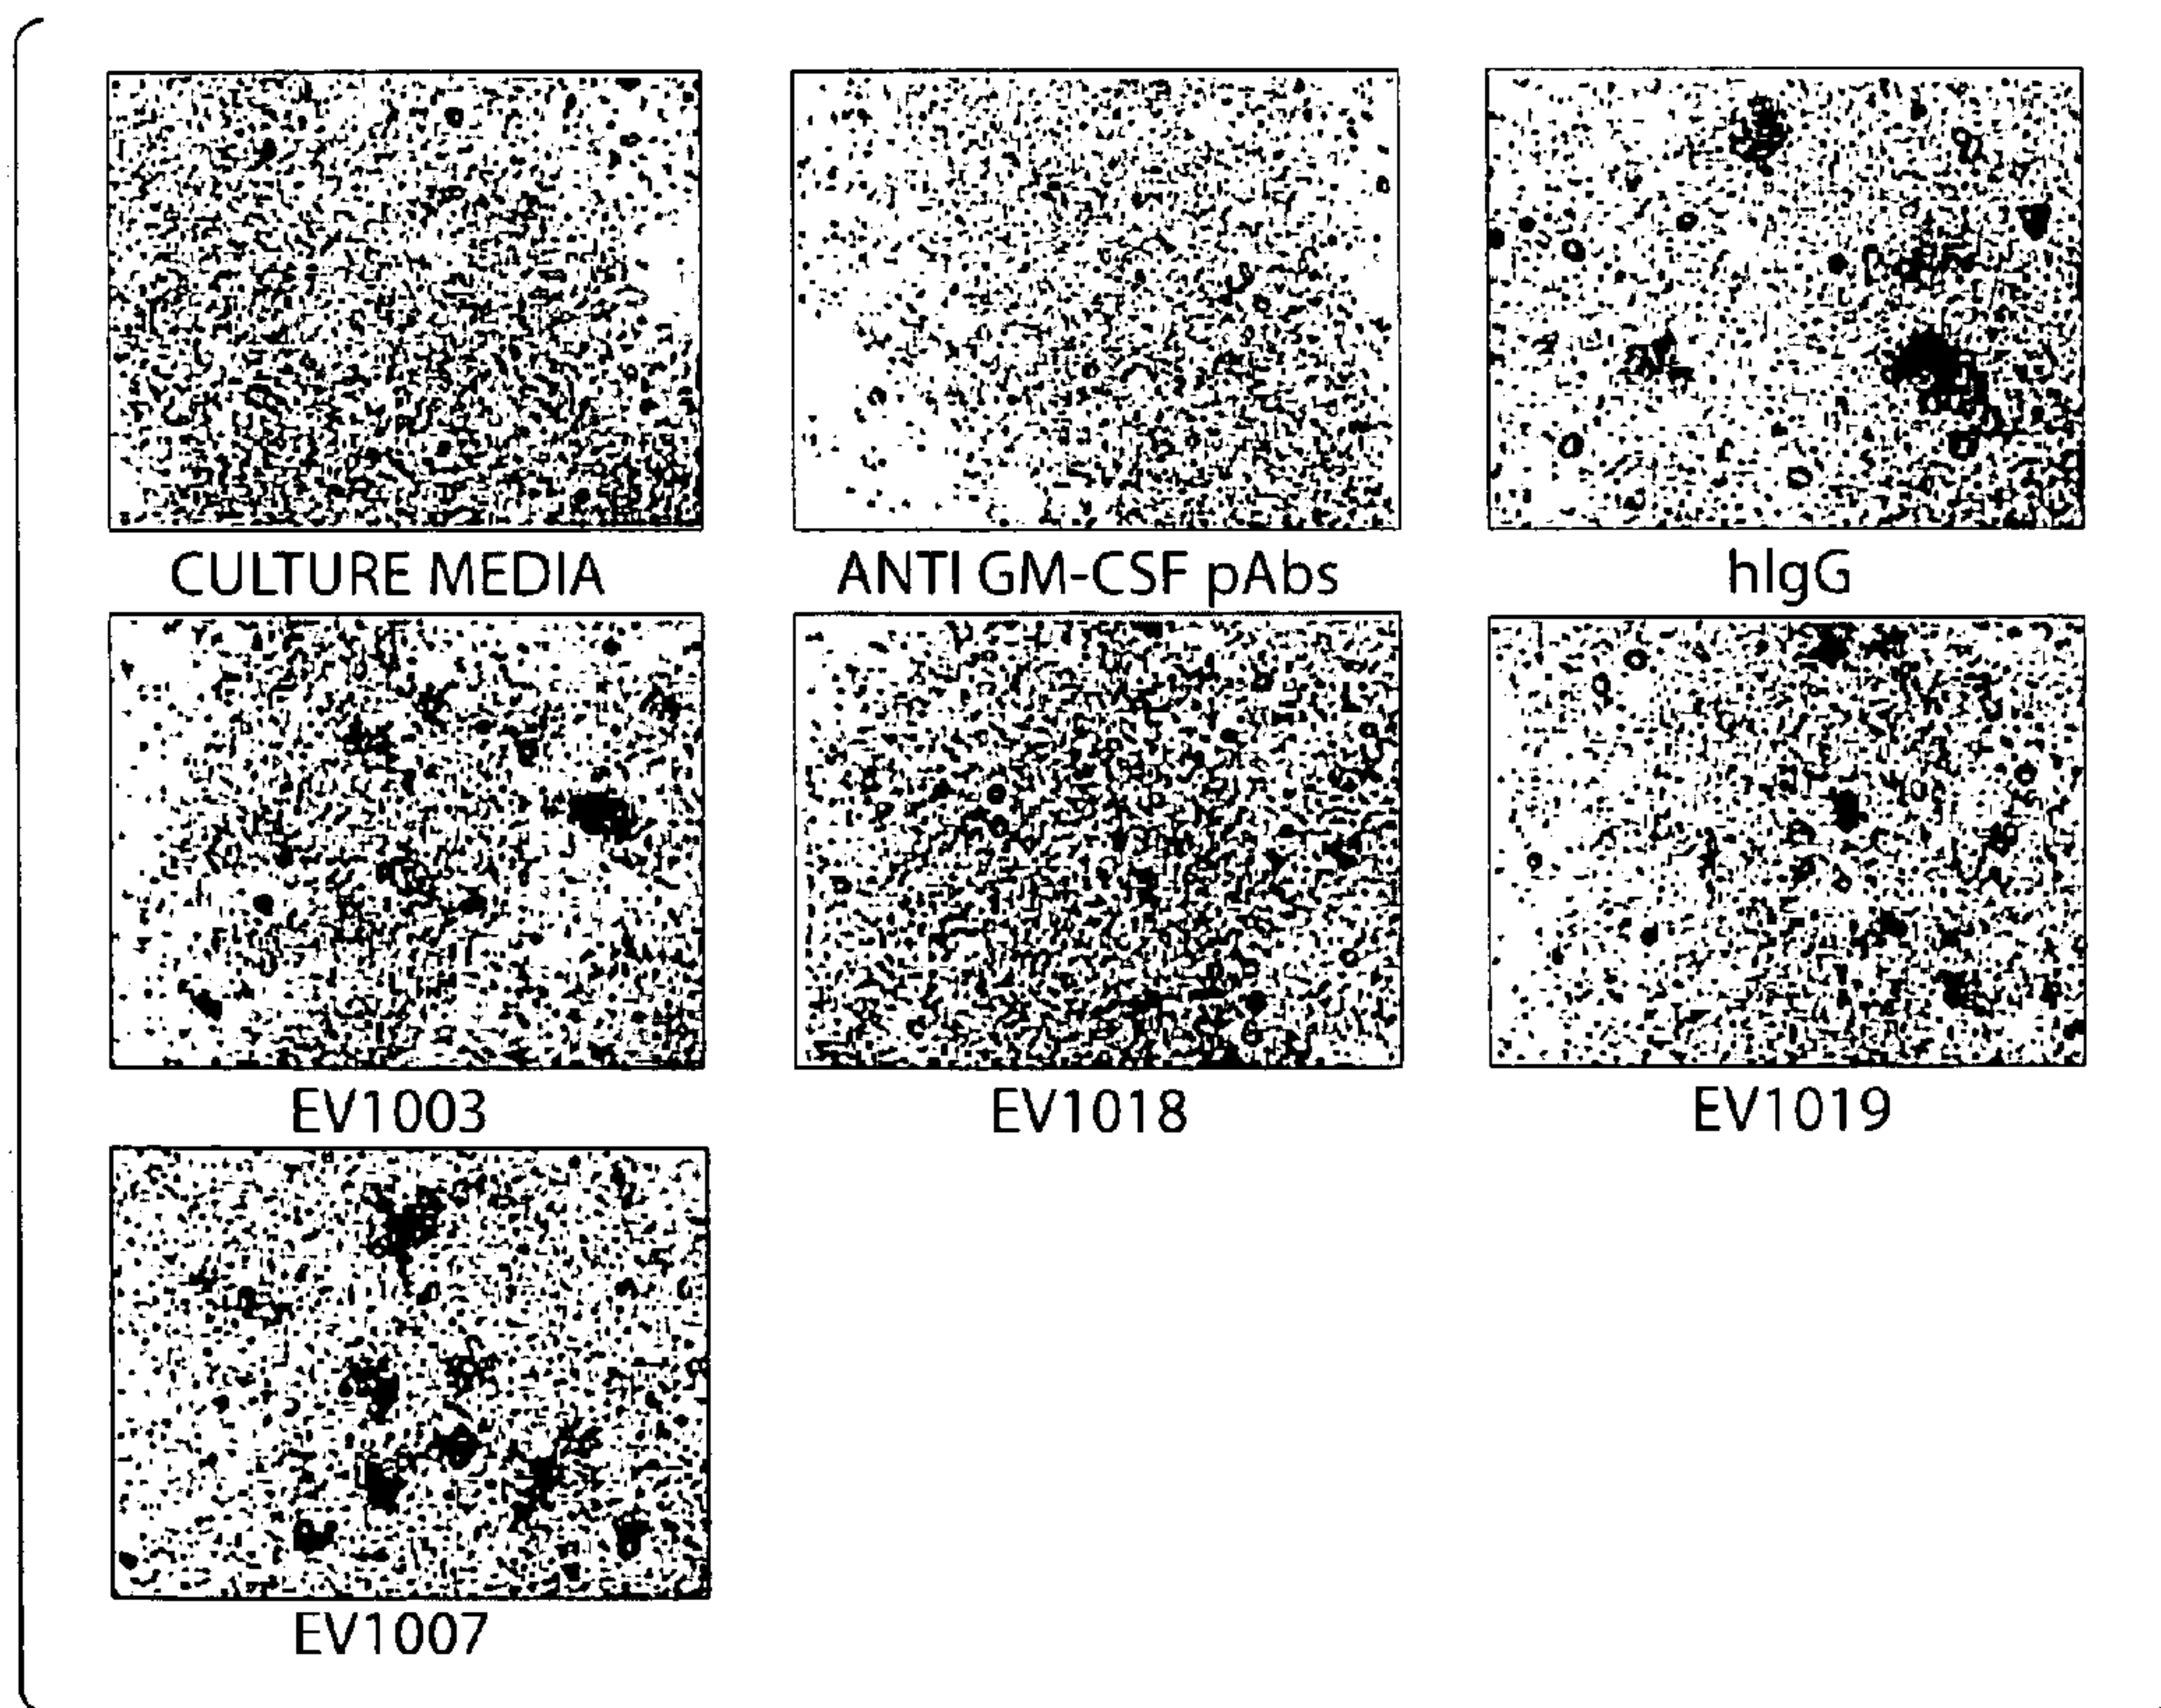 CULTURE MEDIA
ANTI GM-CSF pAbs
hIgG
EV1003
EV1018
EV1019
EV1007